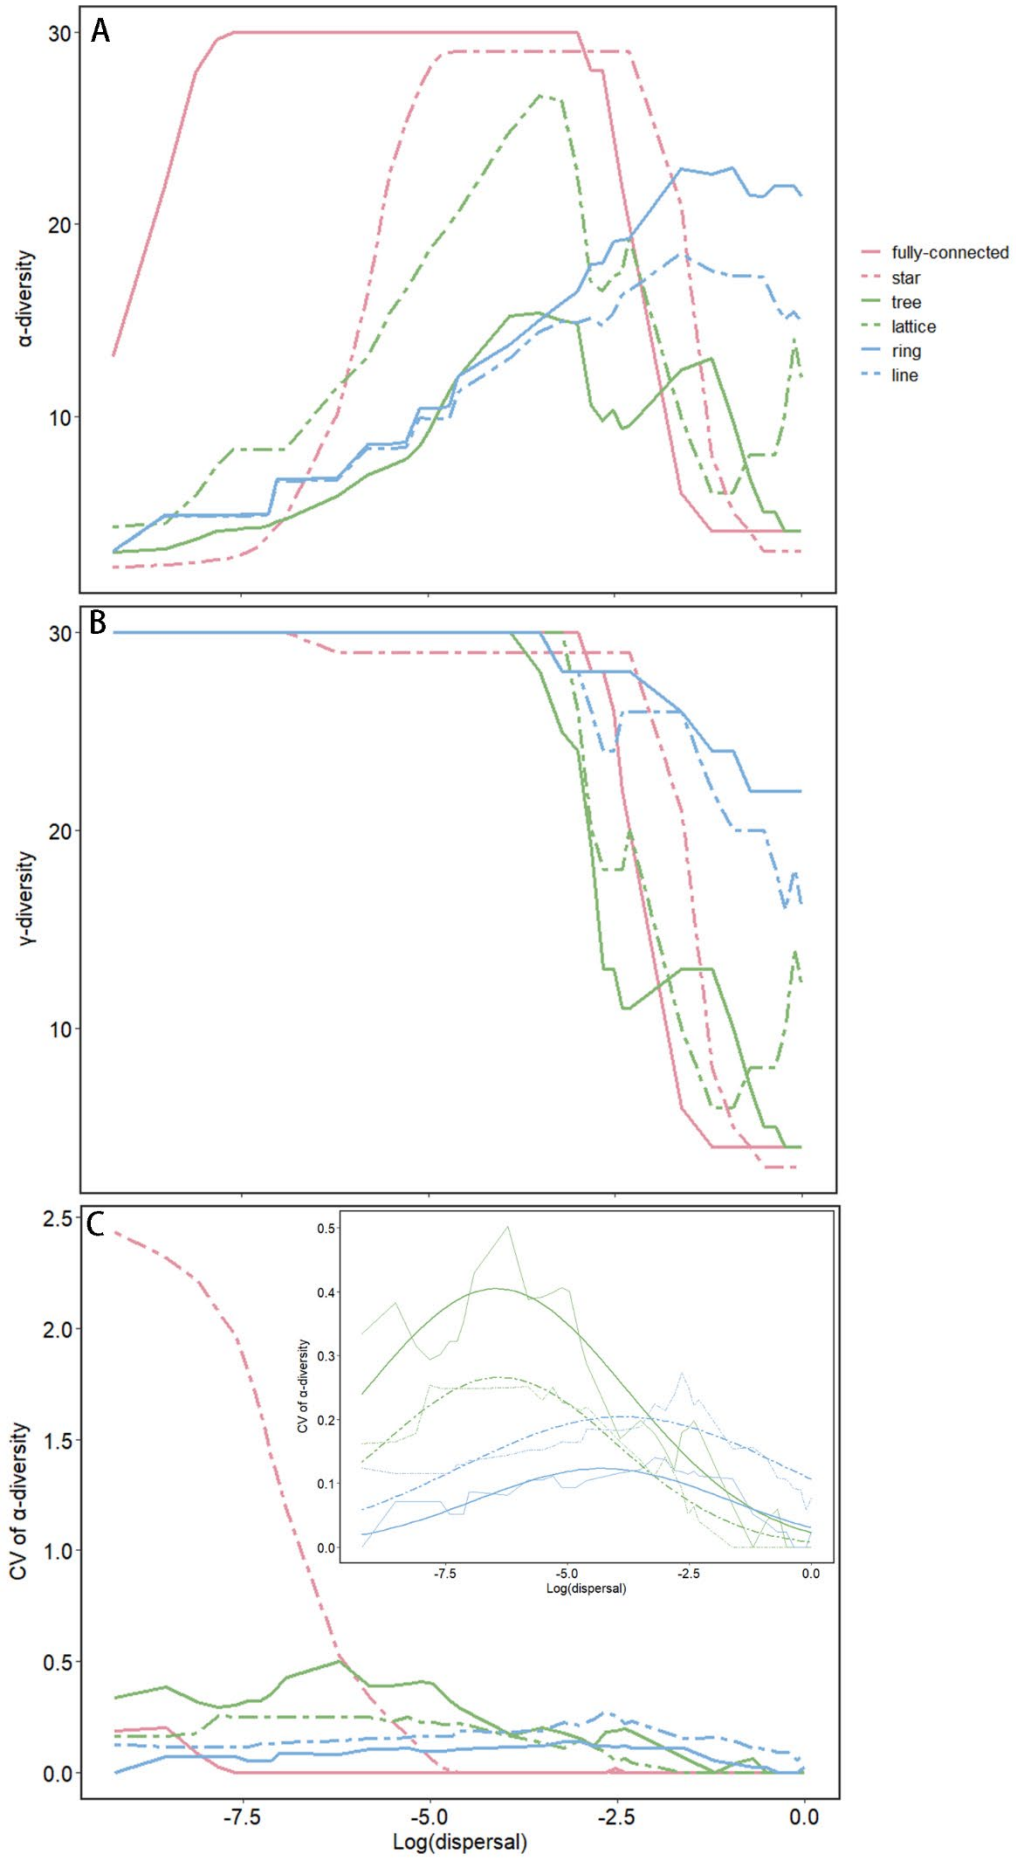 A
30
20
10
α-diversity
fully-connected
star
tree
lattice
ring
line
B
30
20
10
γ-diversity
C
2.5
2.0
1.5
1.0
0.5
0.0
CV of α-diversity
0.5
0.4
0.3
0.2
0.1
0.0
CV of α-diversity
-7.5 -5.0 -2.5 0.0
Log(dispersal)
-7.5 -5.0 -2.5 0.0
Log(dispersal)